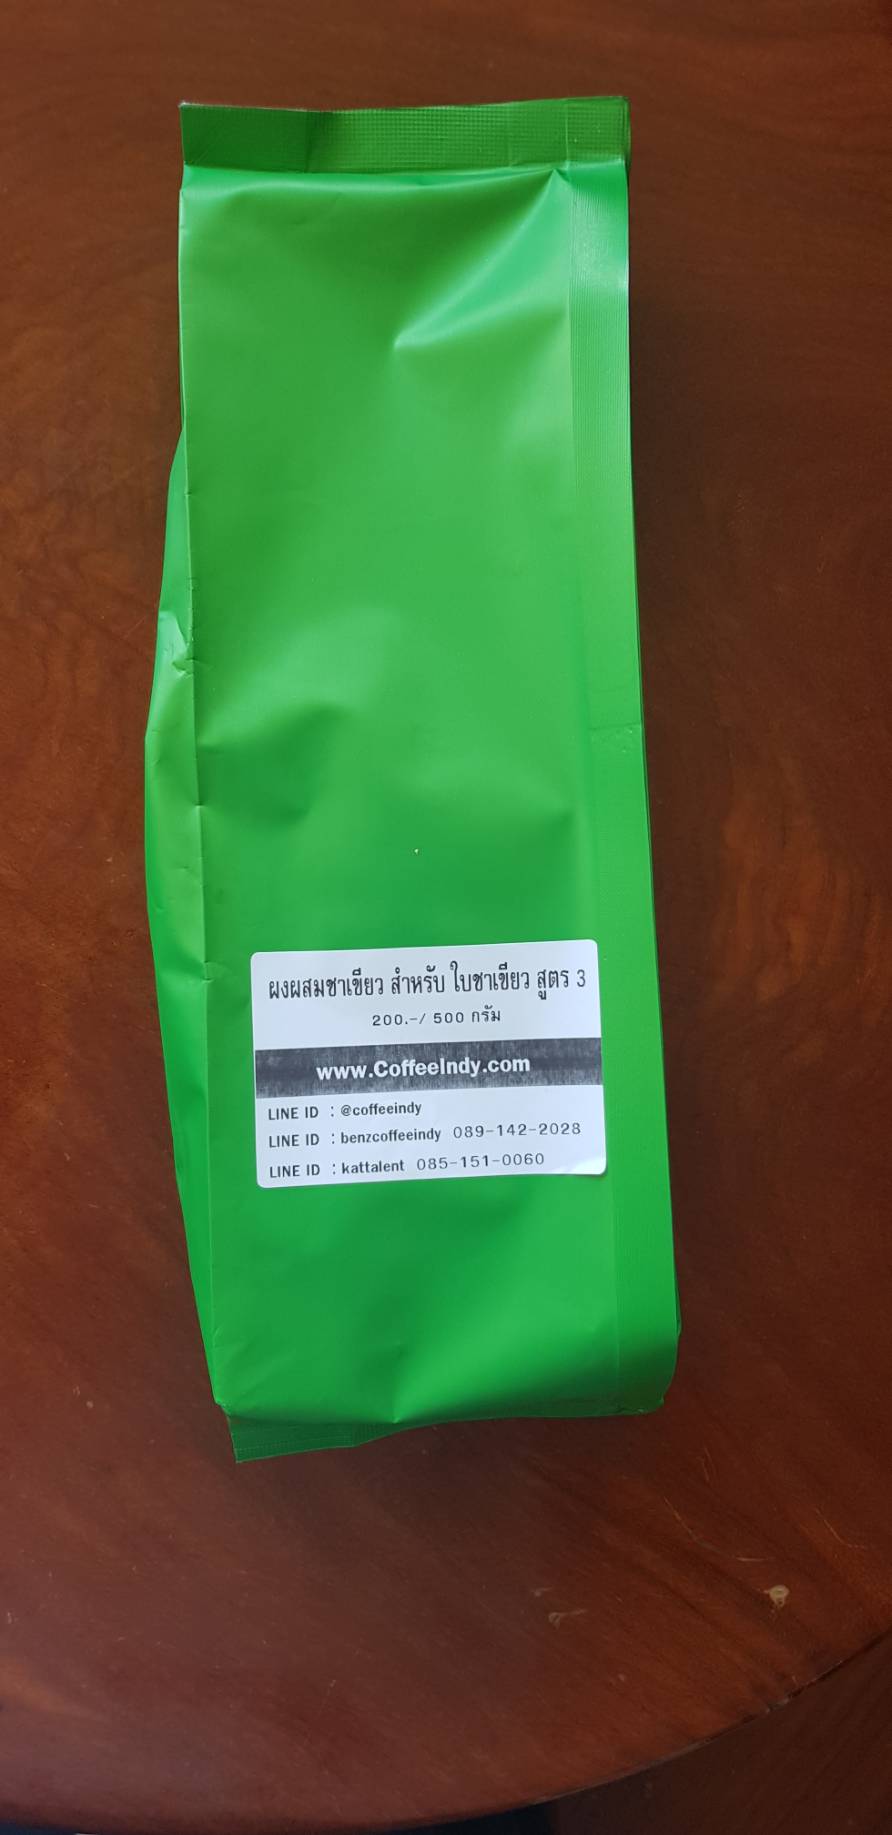 ผงผสมชาเขียว สำหรับ ใบชาเขียว สูตร 3
200.-/ 500 กรัม
www.CoffeeIndy.com
LINE ID : @coffeeindy
LINE ID : benzcoffeeindy 089-142-2028
LINE ID : kattalent 085-151-0060